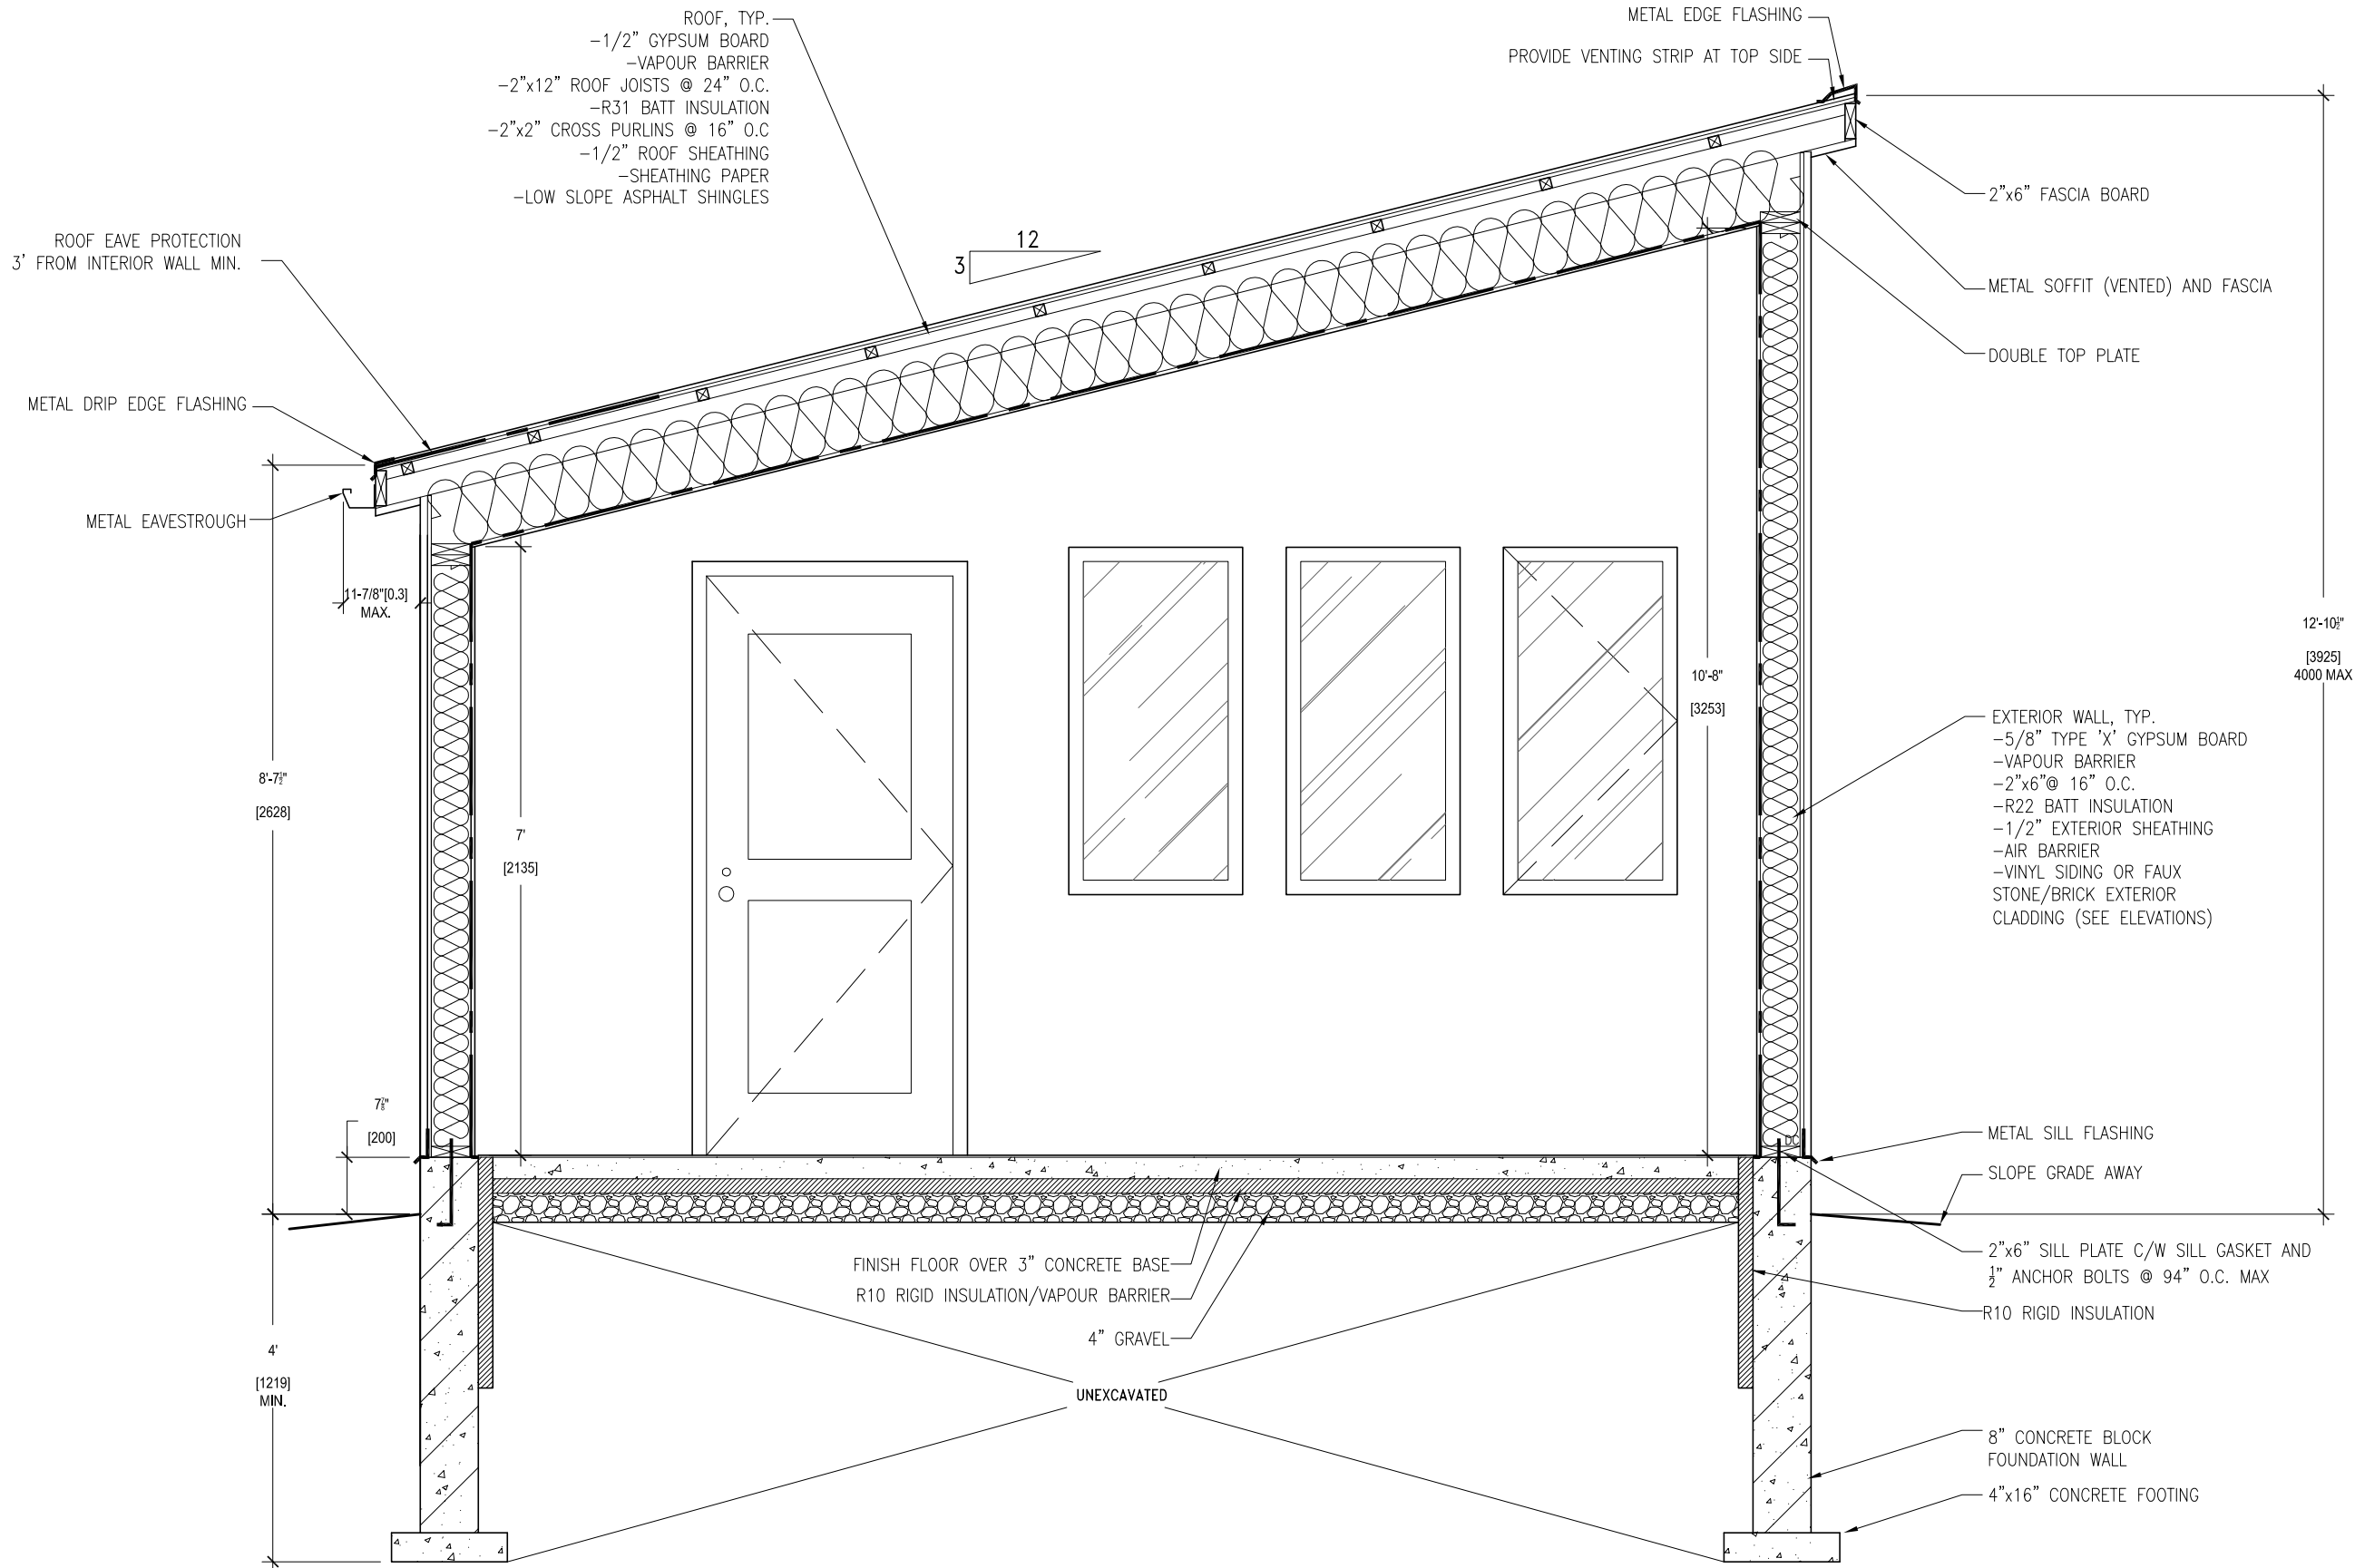 ROOF, TYP.
-1/2" GYPSUM BOARD
-VAPOUR BARRIER
-2"x12" ROOF JOISTS @ 24" O.C.
-R31 BATT INSULATION
-2"x2" CROSS PURLINS @ 16" O.C
-1/2" ROOF SHEATHING
-SHEATHING PAPER
-LOW SLOPE ASPHALT SHINGLES
METAL EDGE FLASHING
PROVIDE VENTING STRIP AT TOP SIDE
2"x6" FASCIA BOARD
METAL SOFFIT (VENTED) AND FASCIA
DOUBLE TOP PLATE
12
3
ROOF EAVE PROTECTION
3' FROM INTERIOR WALL MIN.
METAL DRIP EDGE FLASHING
METAL EAVESTROUGH
11-7/8"[0.3]
MAX.
8'-7½"
[2628]
7'
[2135]
10'-8"
[3253]
12'-10½"
[3925]
4000 MAX
EXTERIOR WALL, TYP.
-5/8" TYPE 'X' GYPSUM BOARD
-VAPOUR BARRIER
-2"x6"@ 16" O.C.
-R22 BATT INSULATION
-1/2" EXTERIOR SHEATHING
-AIR BARRIER
-VINYL SIDING OR FAUX
STONE/BRICK EXTERIOR
CLADDING (SEE ELEVATIONS)
7⅞"
[200]
4'
[1219]
MIN.
METAL SILL FLASHING
SLOPE GRADE AWAY
2"x6" SILL PLATE C/W SILL GASKET AND
½" ANCHOR BOLTS @ 94" O.C. MAX
R10 RIGID INSULATION
FINISH FLOOR OVER 3" CONCRETE BASE
R10 RIGID INSULATION/VAPOUR BARRIER
4" GRAVEL
UNEXCAVATED
8" CONCRETE BLOCK
FOUNDATION WALL
4"x16" CONCRETE FOOTING